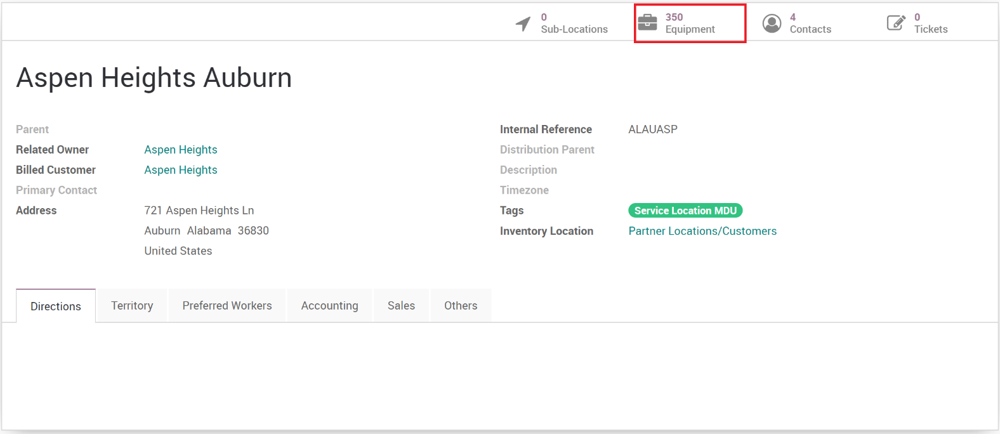 0
Sub-Locations
350
Equipment
4
Contacts
0
Tickets
Aspen Heights Auburn
Parent
Related Owner Aspen Heights
Billed Customer Aspen Heights
Primary Contact
Address 721 Aspen Heights Ln
Auburn Alabama 36830
United States
Internal Reference ALAUASP
Distribution Parent
Description
Timezone
Tags Service Location MDU
Inventory Location Partner Locations/Customers
Directions Territory Preferred Workers Accounting Sales Others